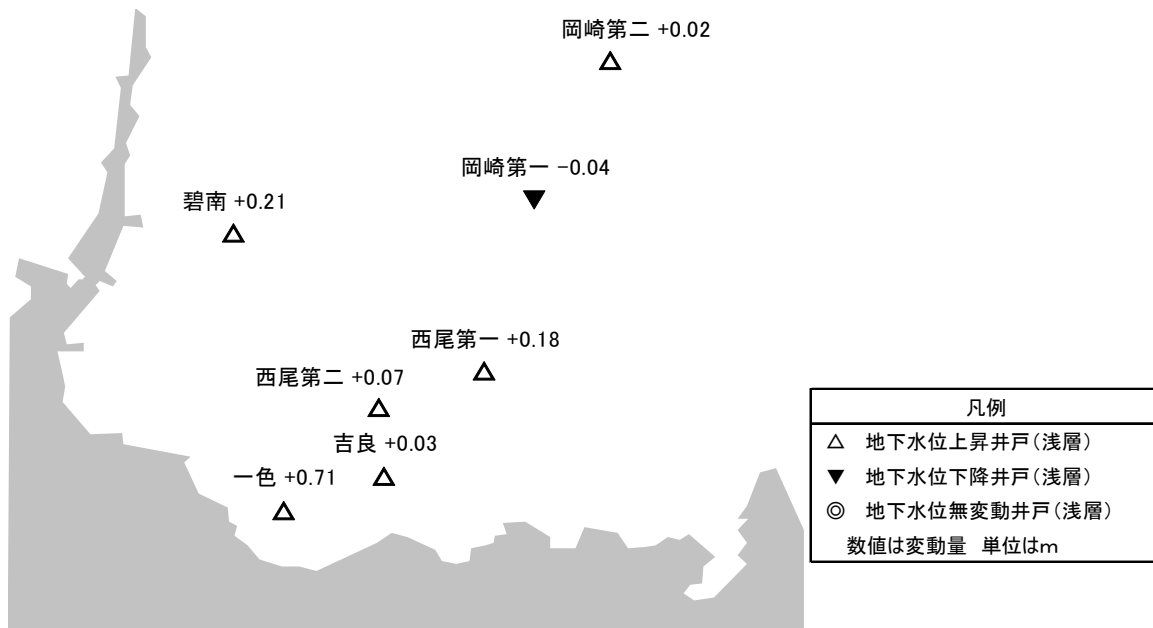 岡崎第二 +0.02
岡崎第一 -0.04
碧南 +0.21
西尾第一 +0.18
西尾第二 +0.07
吉良 +0.03
一色 +0.71
凡例
△ 地下水位上昇井戸(浅層)
▼ 地下水位下降井戸(浅層)
◎ 地下水位無変動井戸(浅層)
数値は変動量 単位はm